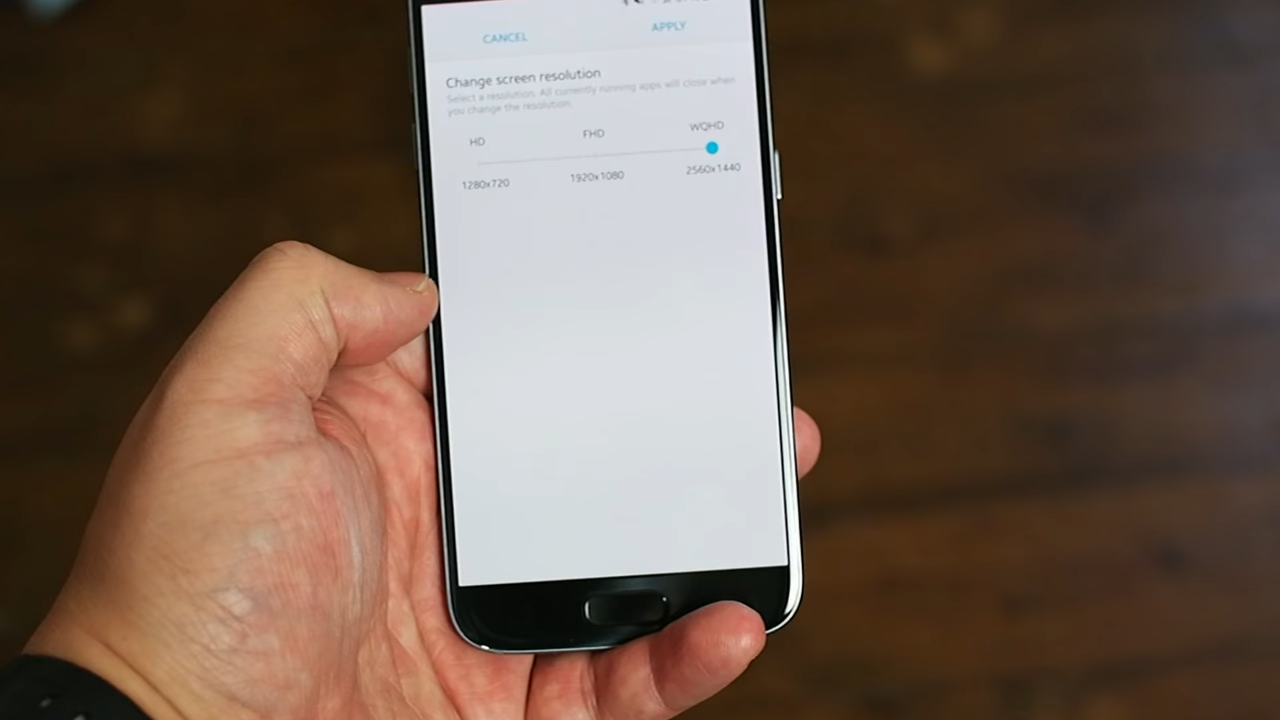 CANCEL APPLY
Change screen resolution
Select a resolution. All currently running apps will close when
you change the resolution.
HD FHD WQHD
1280x720 1920x1080 2560x1440